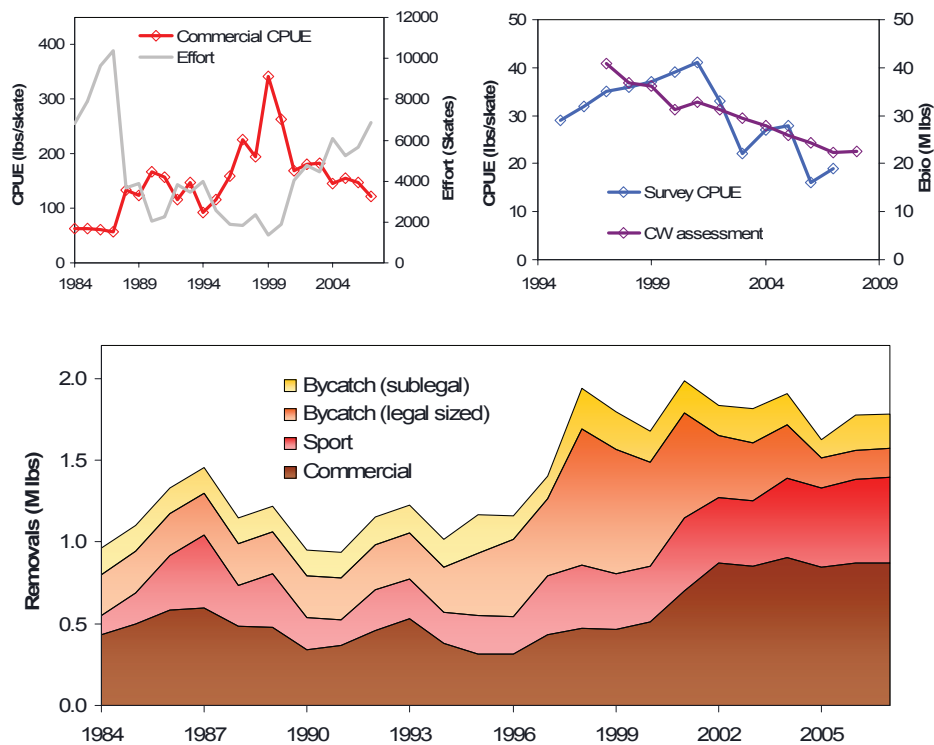 CPUE (lbs/skate)
400
300
200
100
0
Commercial CPUE
Effort
12000
10000
8000
6000
4000
2000
0
Effort (Skates)
1984 1989 1994 1999 2004
CPUE (lbs/skate)
50
40
30
20
10
0
Survey CPUE
CW assessment
50
40
30
20
10
0
Ebio (M lbs)
1994 1999 2004 2009
Removals (M lbs)
2.0
1.5
1.0
0.5
0.0
Bycatch (sublegal)
Bycatch (legal sized)
Sport
Commercial
1984 1987 1990 1993 1996 1999 2002 2005